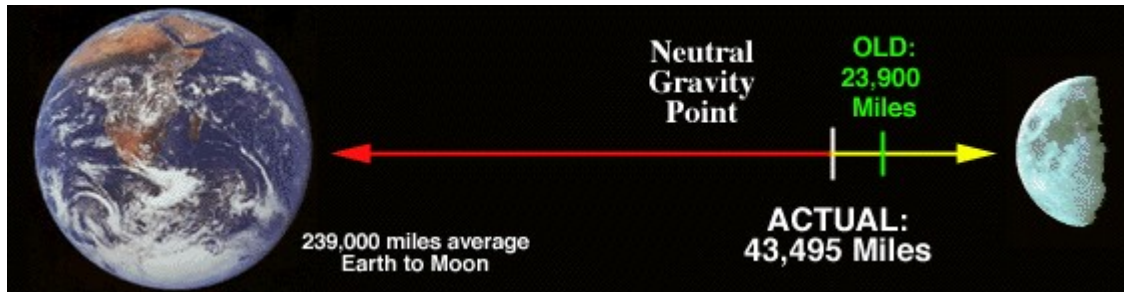 Neutral
Gravity
Point
OLD:
23,900
Miles
239,000 miles average
Earth to Moon
ACTUAL:
43,495 Miles